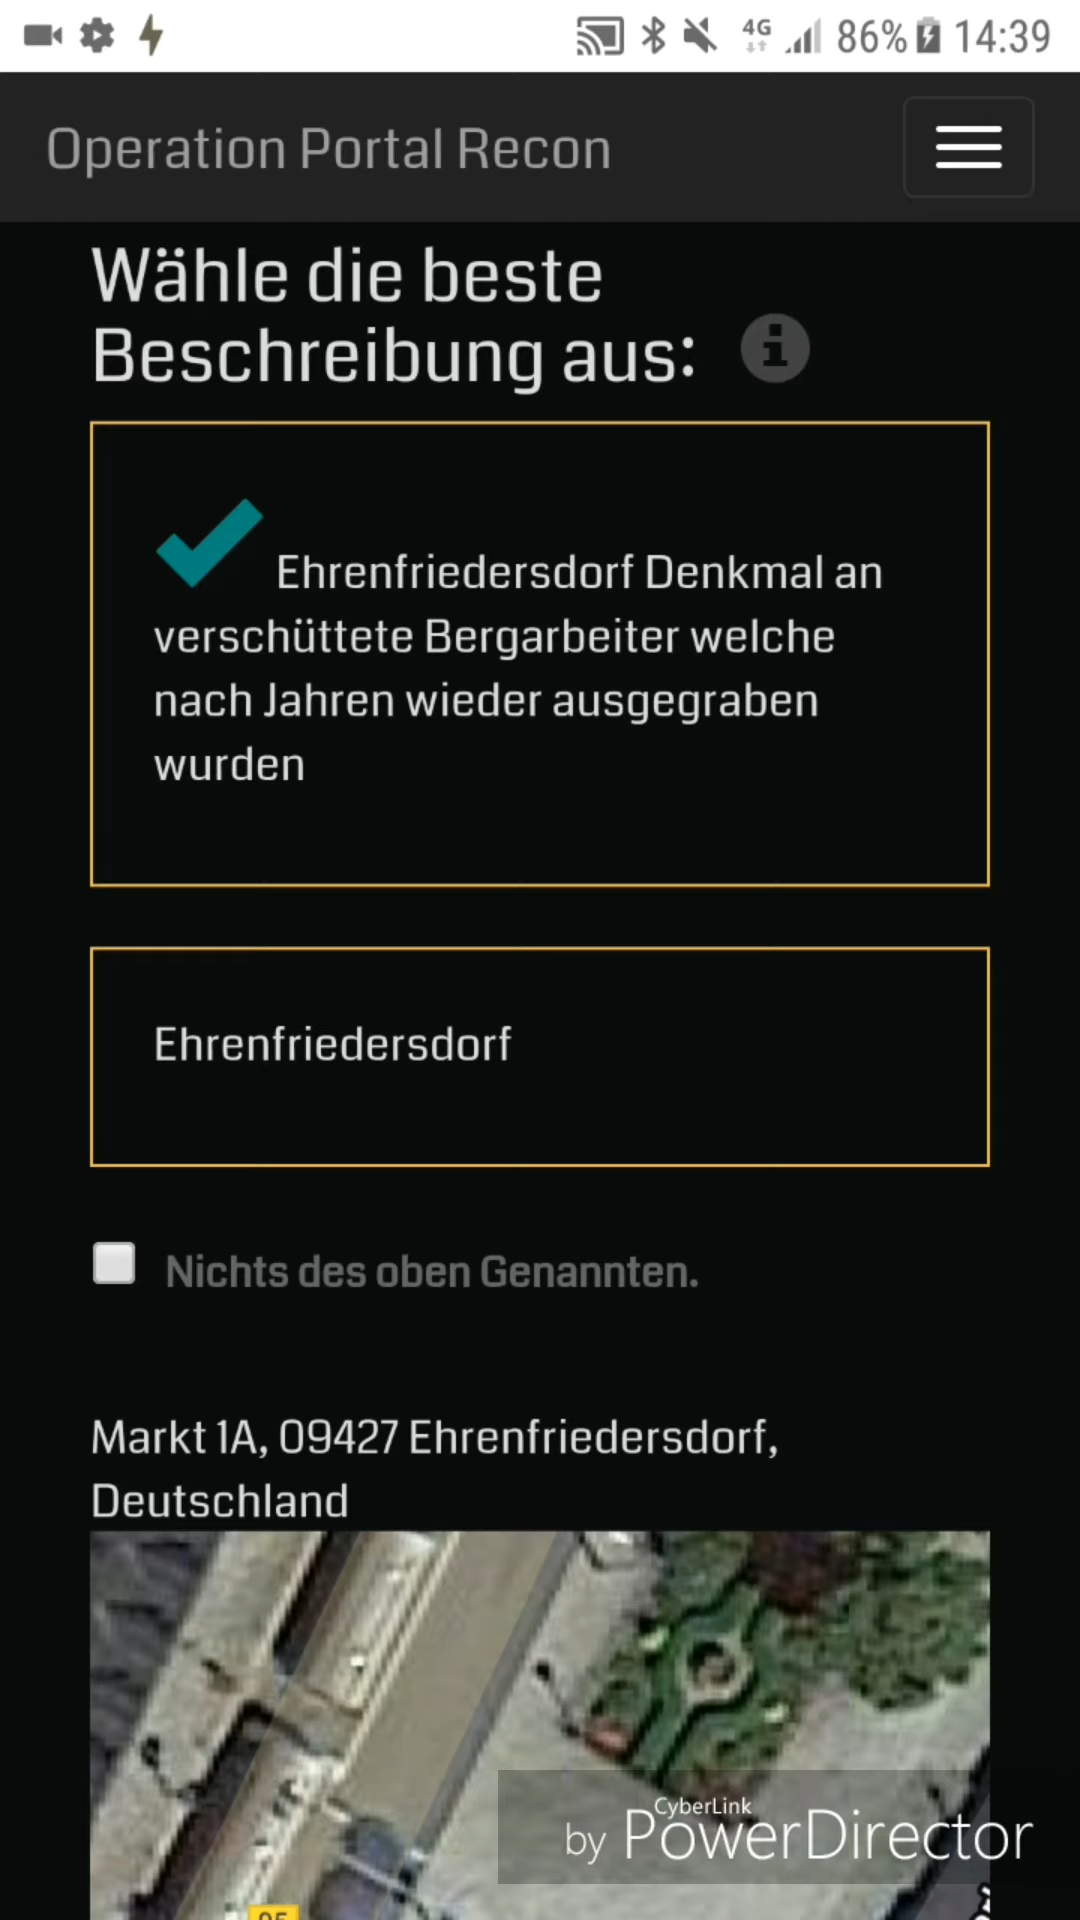 4G 86% 14:39
Operation Portal Recon
Wähle die beste
Beschreibung aus:
Ehrenfriedersdorf Denkmal an
verschüttete Bergarbeiter welche
nach Jahren wieder ausgegraben
wurden
Ehrenfriedersdorf
Nichts des oben Genannten.
Markt 1A, 09427 Ehrenfriedersdorf,
Deutschland
CyberLink
by PowerDirector